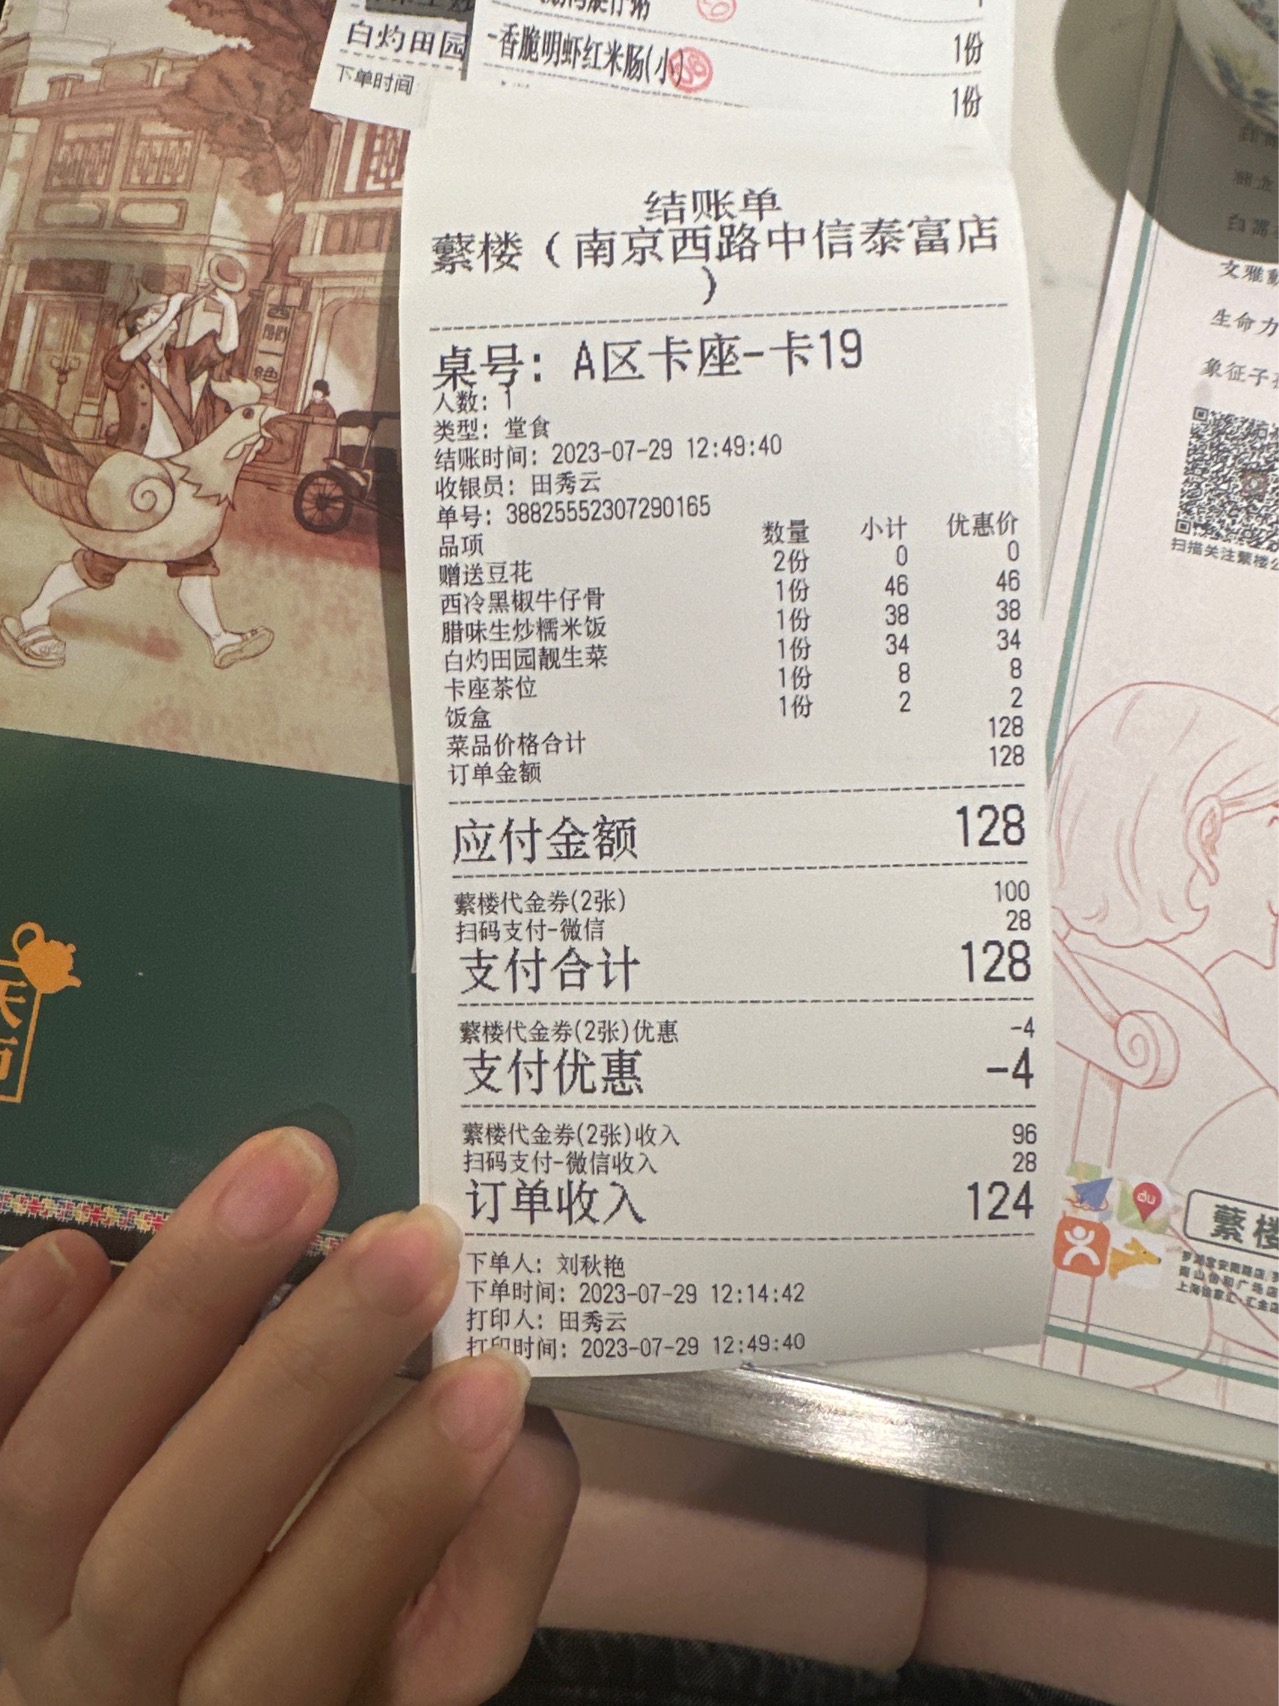 白灼田园
下单时间
-香脆明虾红米肠(小)
1份
1份
结账单
蘩楼（南京西路中信泰富店
）
桌号：A区卡座-卡19
人数：1
类型：堂食
结账时间：2023-07-29 12:49:40
收银员：田秀云
单号：38825552307290165
品项 数量 小计 优惠价
赠送豆花 2份 0 0
西冷黑椒牛仔骨 1份 46 46
腊味生炒糯米饭 1份 38 38
白灼田园靓生菜 1份 34 34
卡座茶位 1份 8 8
饭盒 1份 2 2
菜品价格合计 128
订单金额 128
应付金额 128
蘩楼代金券(2张) 100
扫码支付-微信 28
支付合计 128
蘩楼代金券(2张)优惠 -4
支付优惠 -4
蘩楼代金券(2张)收入 96
扫码支付-微信收入 28
订单收入 124
下单人：刘秋艳
下单时间：2023-07-29 12:14:42
打印人：田秀云
打印时间：2023-07-29 12:49:40
文雅
生命力
象征子
扫描关注蘩楼公
du
蘩楼